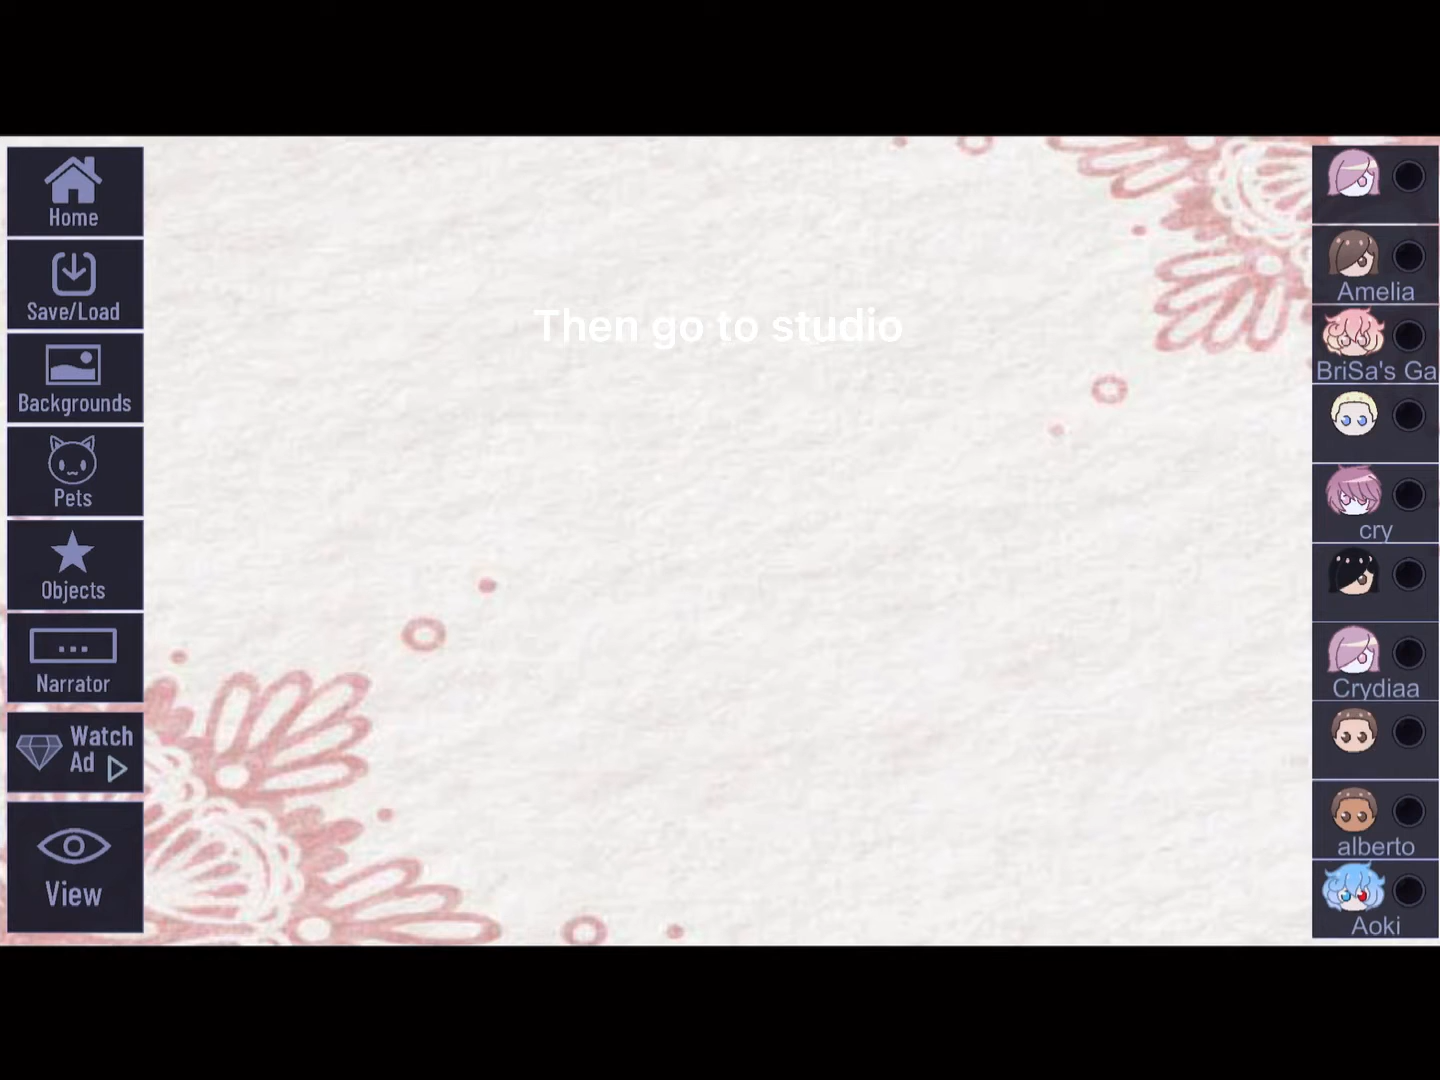 Home
Save/Load
Backgrounds
Pets
Objects
Narrator
Watch
Ad
View
Then go to studio
Amelia
BriSa's Ga
cry
Crydiaa
alberto
Aoki